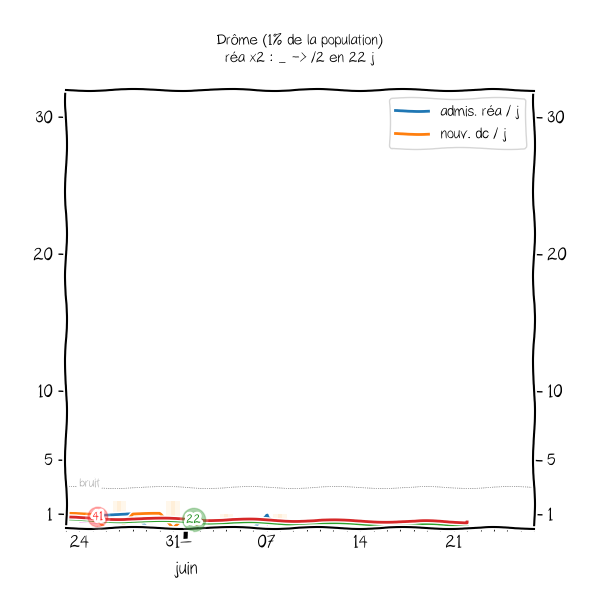 Drôme (1% de la population)
réa x2 : _ -> /2 en 22 j
admis. réa / j
nouv. dc / j
30
30
20
20
10
10
5
5
bruit
1
41
22
1
24
31
07
14
21
juin